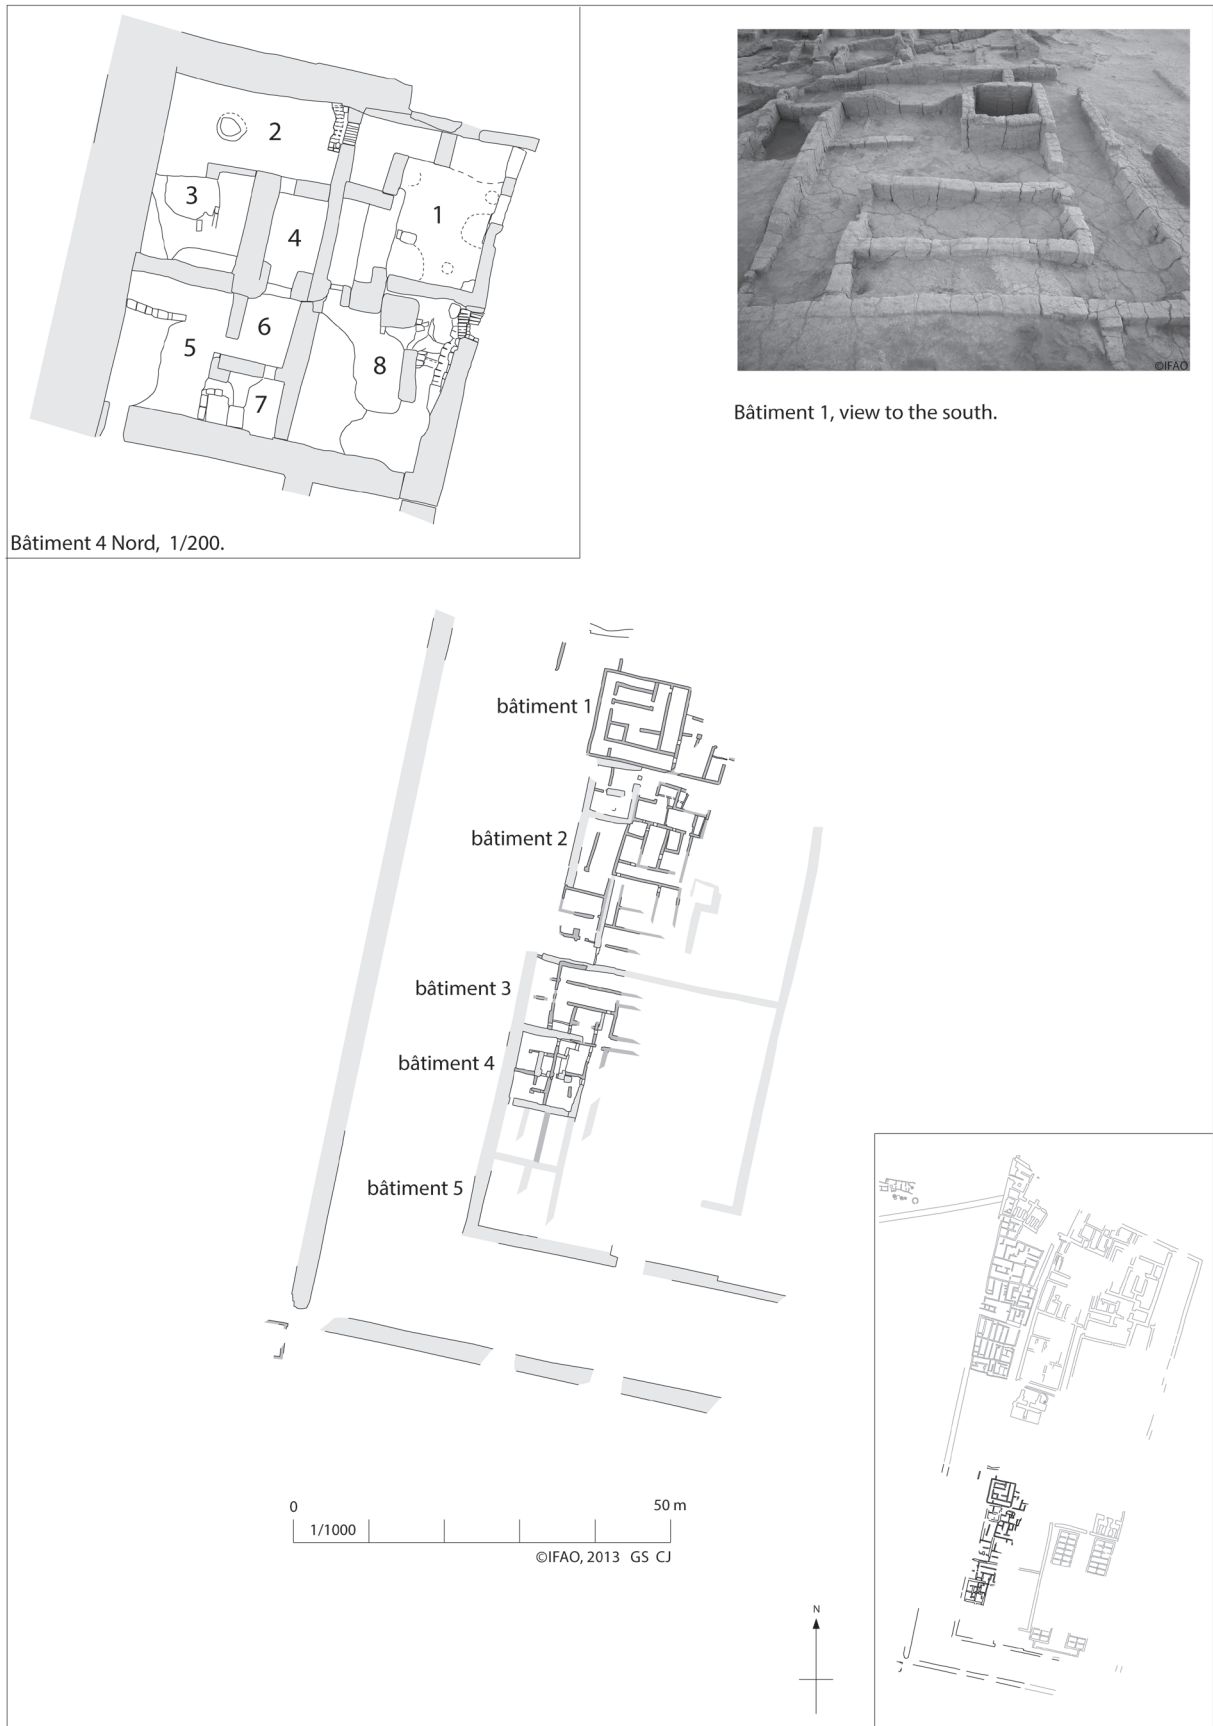 2
3
1
4
6
5
8
7
Bâtiment 4 Nord, 1/200.
©IFAO
Bâtiment 1, view to the south.
bâtiment 1
bâtiment 2
bâtiment 3
bâtiment 4
bâtiment 5
0 50 m
1/1000
©IFAO, 2013 GS CJ
N